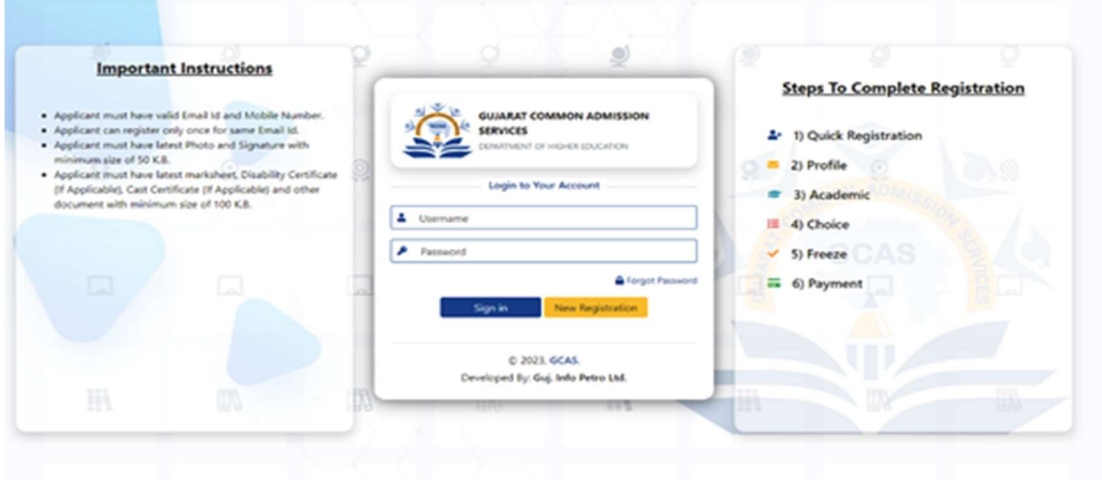 Important Instructions
Applicant must have valid Email Id and Mobile Number.
Applicant can register only once for same Email Id.
Applicant must have latest Photo and Signature with
minimum size of 50 K.B.
Applicant must have latest marksheet, Disability Certificate
(If Applicable), Cast Certificate (If Applicable) and other
document with minimum size of 100 K.B.
GUJARAT COMMON ADMISSION
SERVICES
DEPARTMENT OF HIGHER EDUCATION
Login to Your Account
Username
Password
Forgot Password
Sign in New Registration
© 2023, GCAS.
Developed By: Guj. Info Petro Ltd.
Steps To Complete Registration
1) Quick Registration
2) Profile
3) Academic
4) Choice
5) Freeze
6) Payment
GCAS
GUJARAT COMMON ADMISSION SERVICES